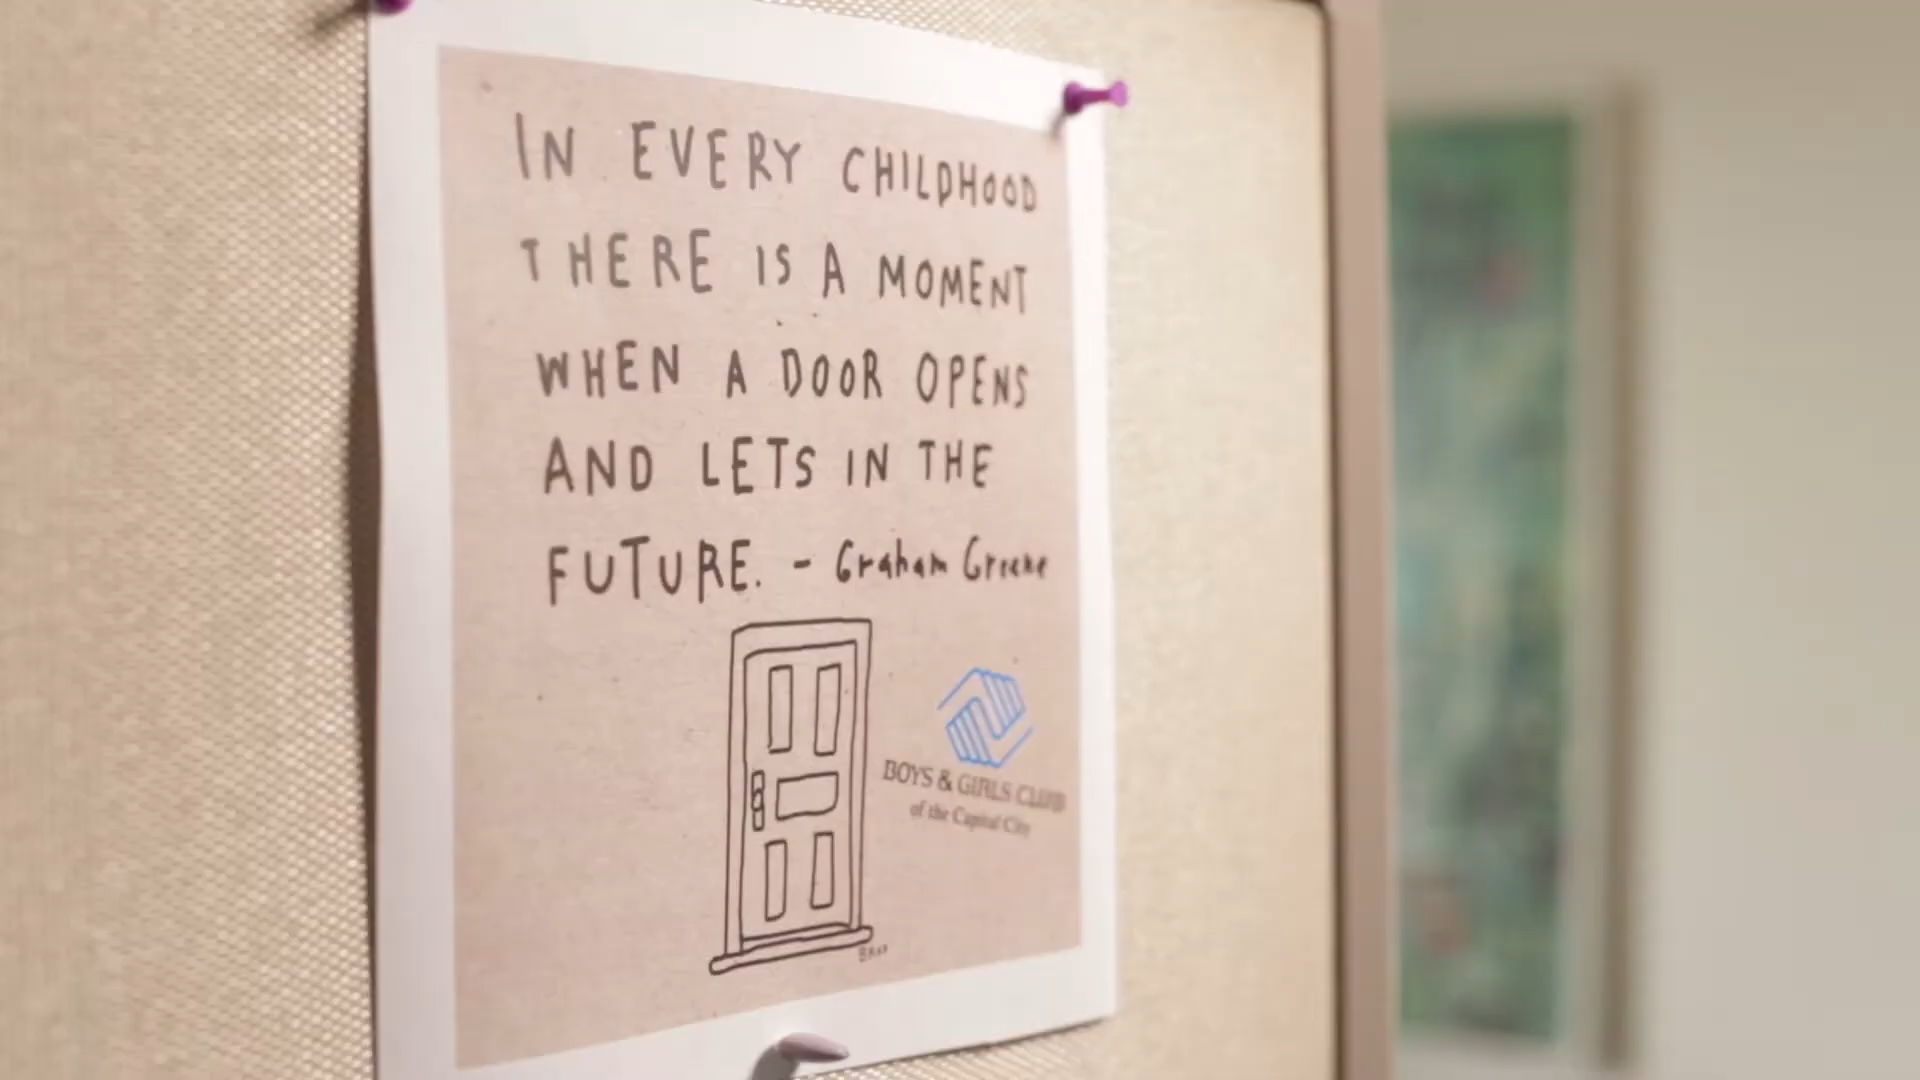 IN EVERY CHILDHOOD
THERE IS A MOMENT
WHEN A DOOR OPENS
AND LETS IN THE
FUTURE. - Graham Greene
BOYS & GIRLS CLUB
of the Capital City